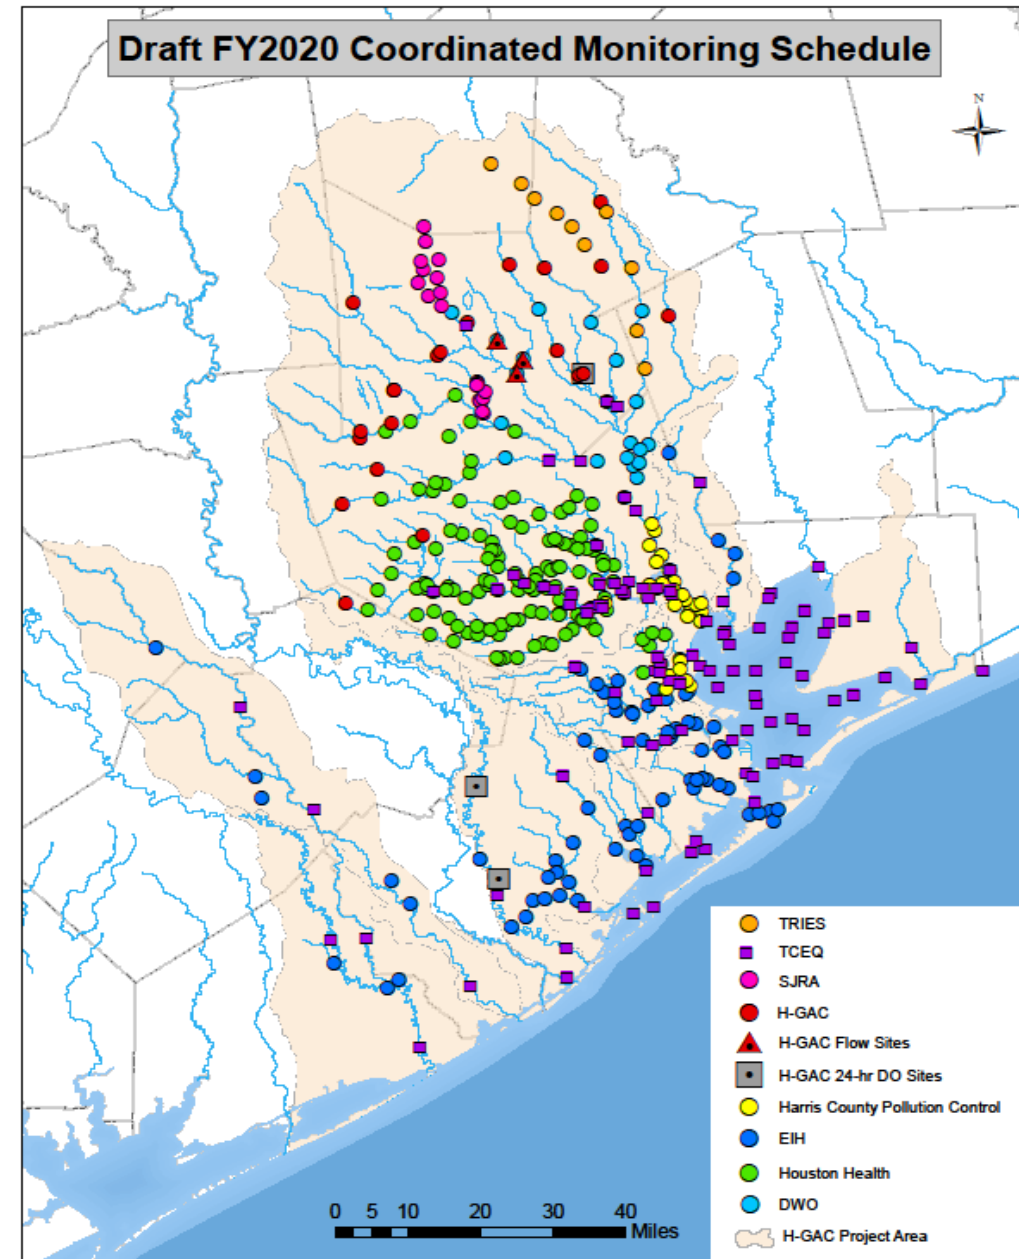 Draft FY2020 Coordinated Monitoring Schedule
N
TRIES
TCEQ
SJRA
H-GAC
H-GAC Flow Sites
H-GAC 24-hr DO Sites
Harris County Pollution Control
EIH
Houston Health
DWO
H-GAC Project Area
0 5 10 20 30 40
Miles